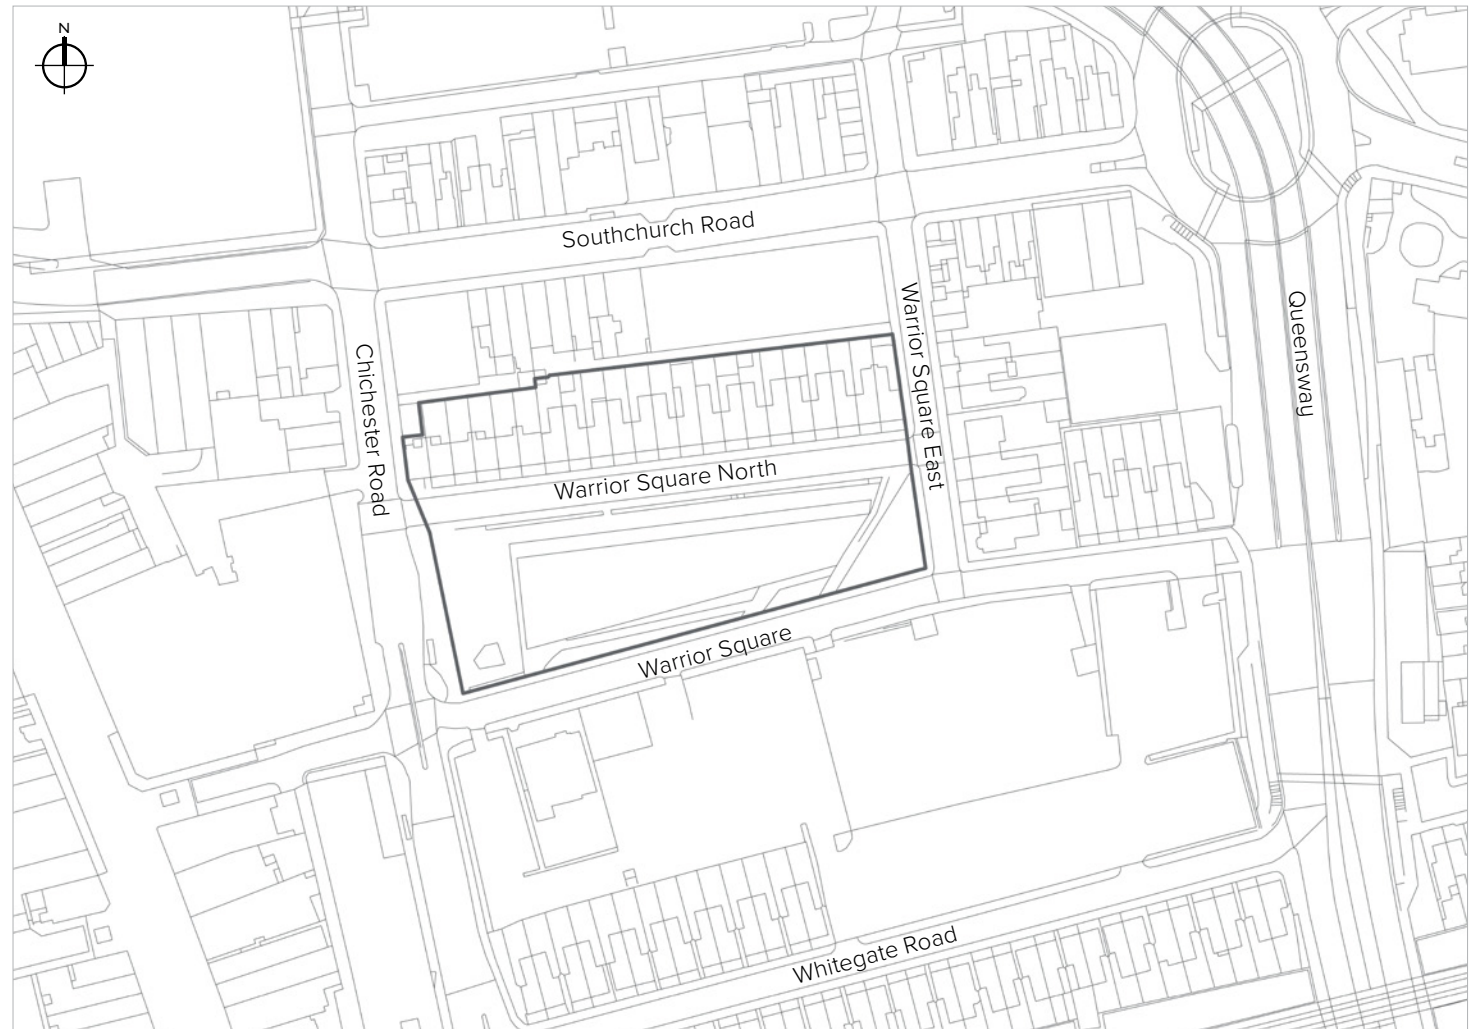 N
Southchurch Road
Warrior Square East
Queensway
Chichester Road
Warrior Square North
Warrior Square
Whitegate Road